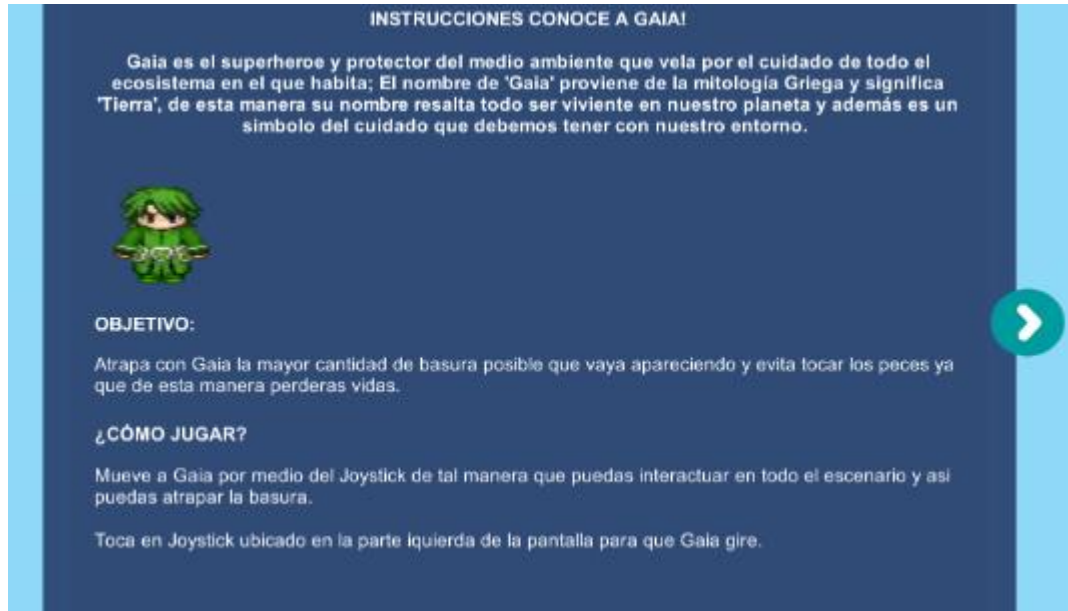 INSTRUCCIONES CONOCE A GAIA!
Gaia es el superheroe y protector del medio ambiente que vela por el cuidado de todo el
ecosistema en el que habita; El nombre de 'Gaia' proviene de la mitología Griega y significa
'Tierra', de esta manera su nombre resalta todo ser viviente en nuestro planeta y además es un
simbolo del cuidado que debemos tener con nuestro entorno.
OBJETIVO:
Atrapa con Gaia la mayor cantidad de basura posible que vaya apareciendo y evita tocar los peces ya
que de esta manera perderas vidas.
¿CÓMO JUGAR?
Mueve a Gaia por medio del Joystick de tal manera que puedas interactuar en todo el escenario y asi
puedas atrapar la basura.
Toca en Joystick ubicado en la parte iquierda de la pantalla para que Gaia gire.